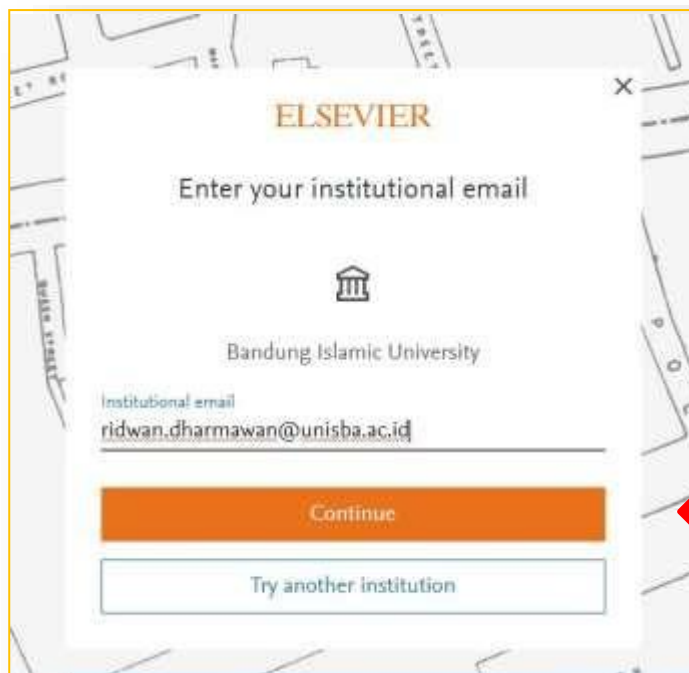 ELSEVIER
Enter your institutional email
Bandung Islamic University
Institutional email
ridwan.dharmawan@unisba.ac.id
Continue
Try another institution